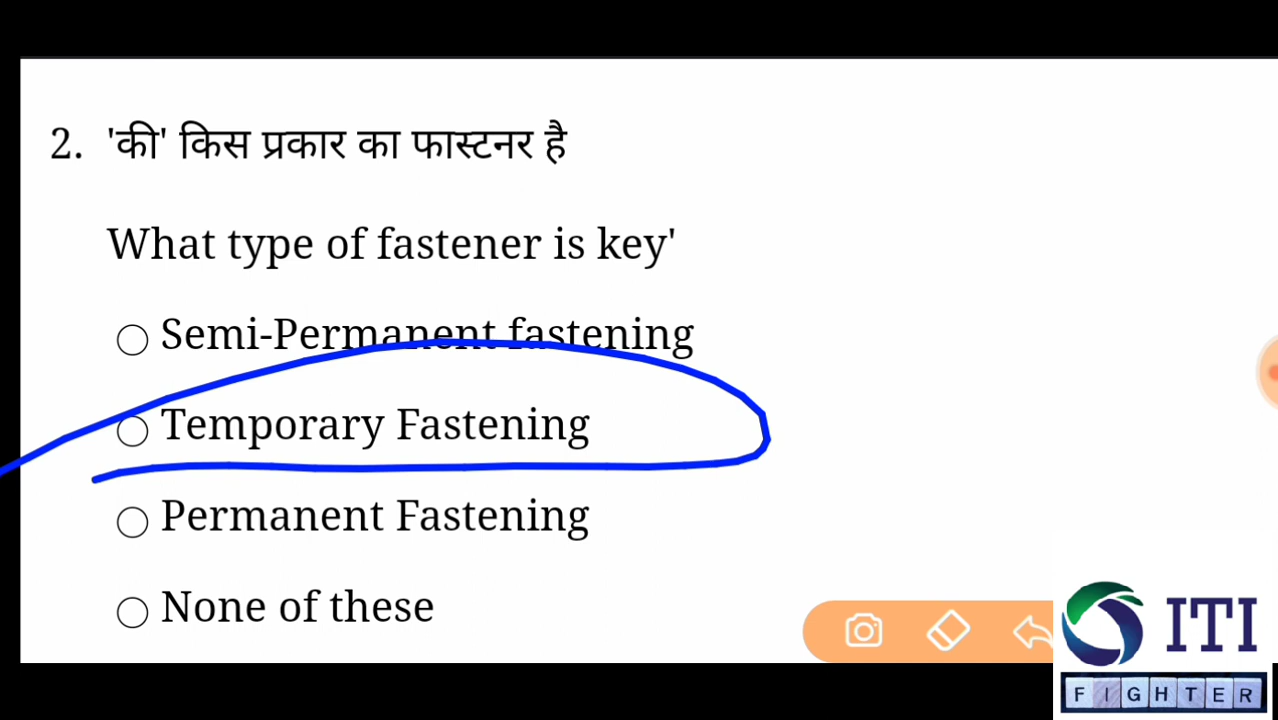 2. 'की' किस प्रकार का फास्टनर है
What type of fastener is key'
Semi-Permanent fastening
Temporary Fastening
Permanent Fastening
None of these
ITI
FIGHTER